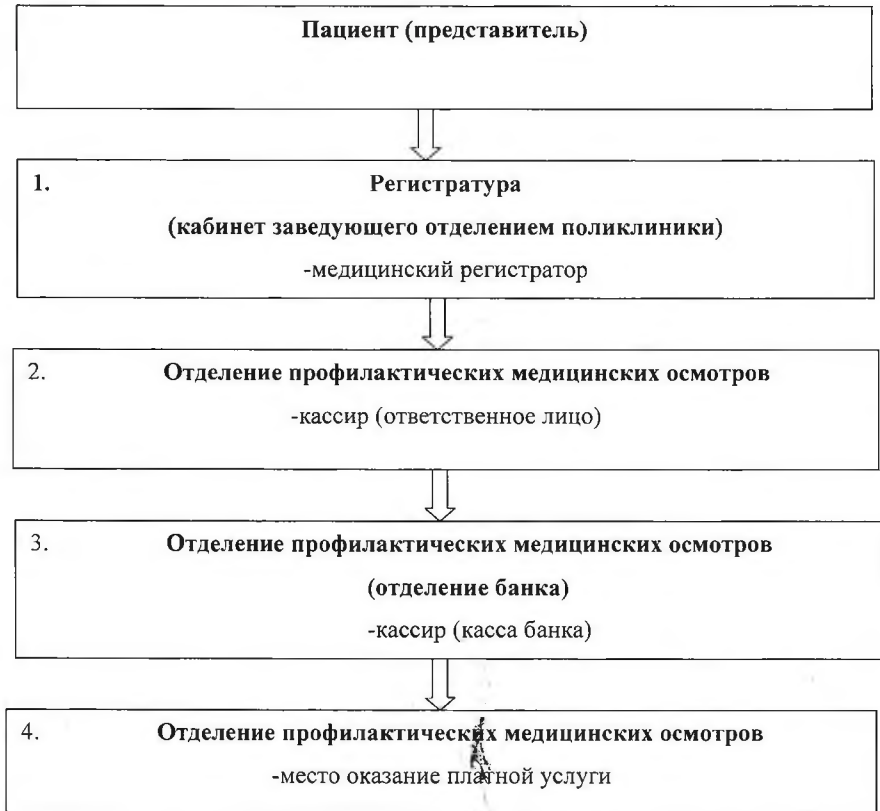 Пациент (представитель)
1. Регистратура
(кабинет заведующего отделением поликлиники)
-медицинский регистратор
2. Отделение профилактических медицинских осмотров
-кассир (ответственное лицо)
3. Отделение профилактических медицинских осмотров
(отделение банка)
-кассир (касса банка)
4. Отделение профилактических медицинских осмотров
-место оказание платной услуги